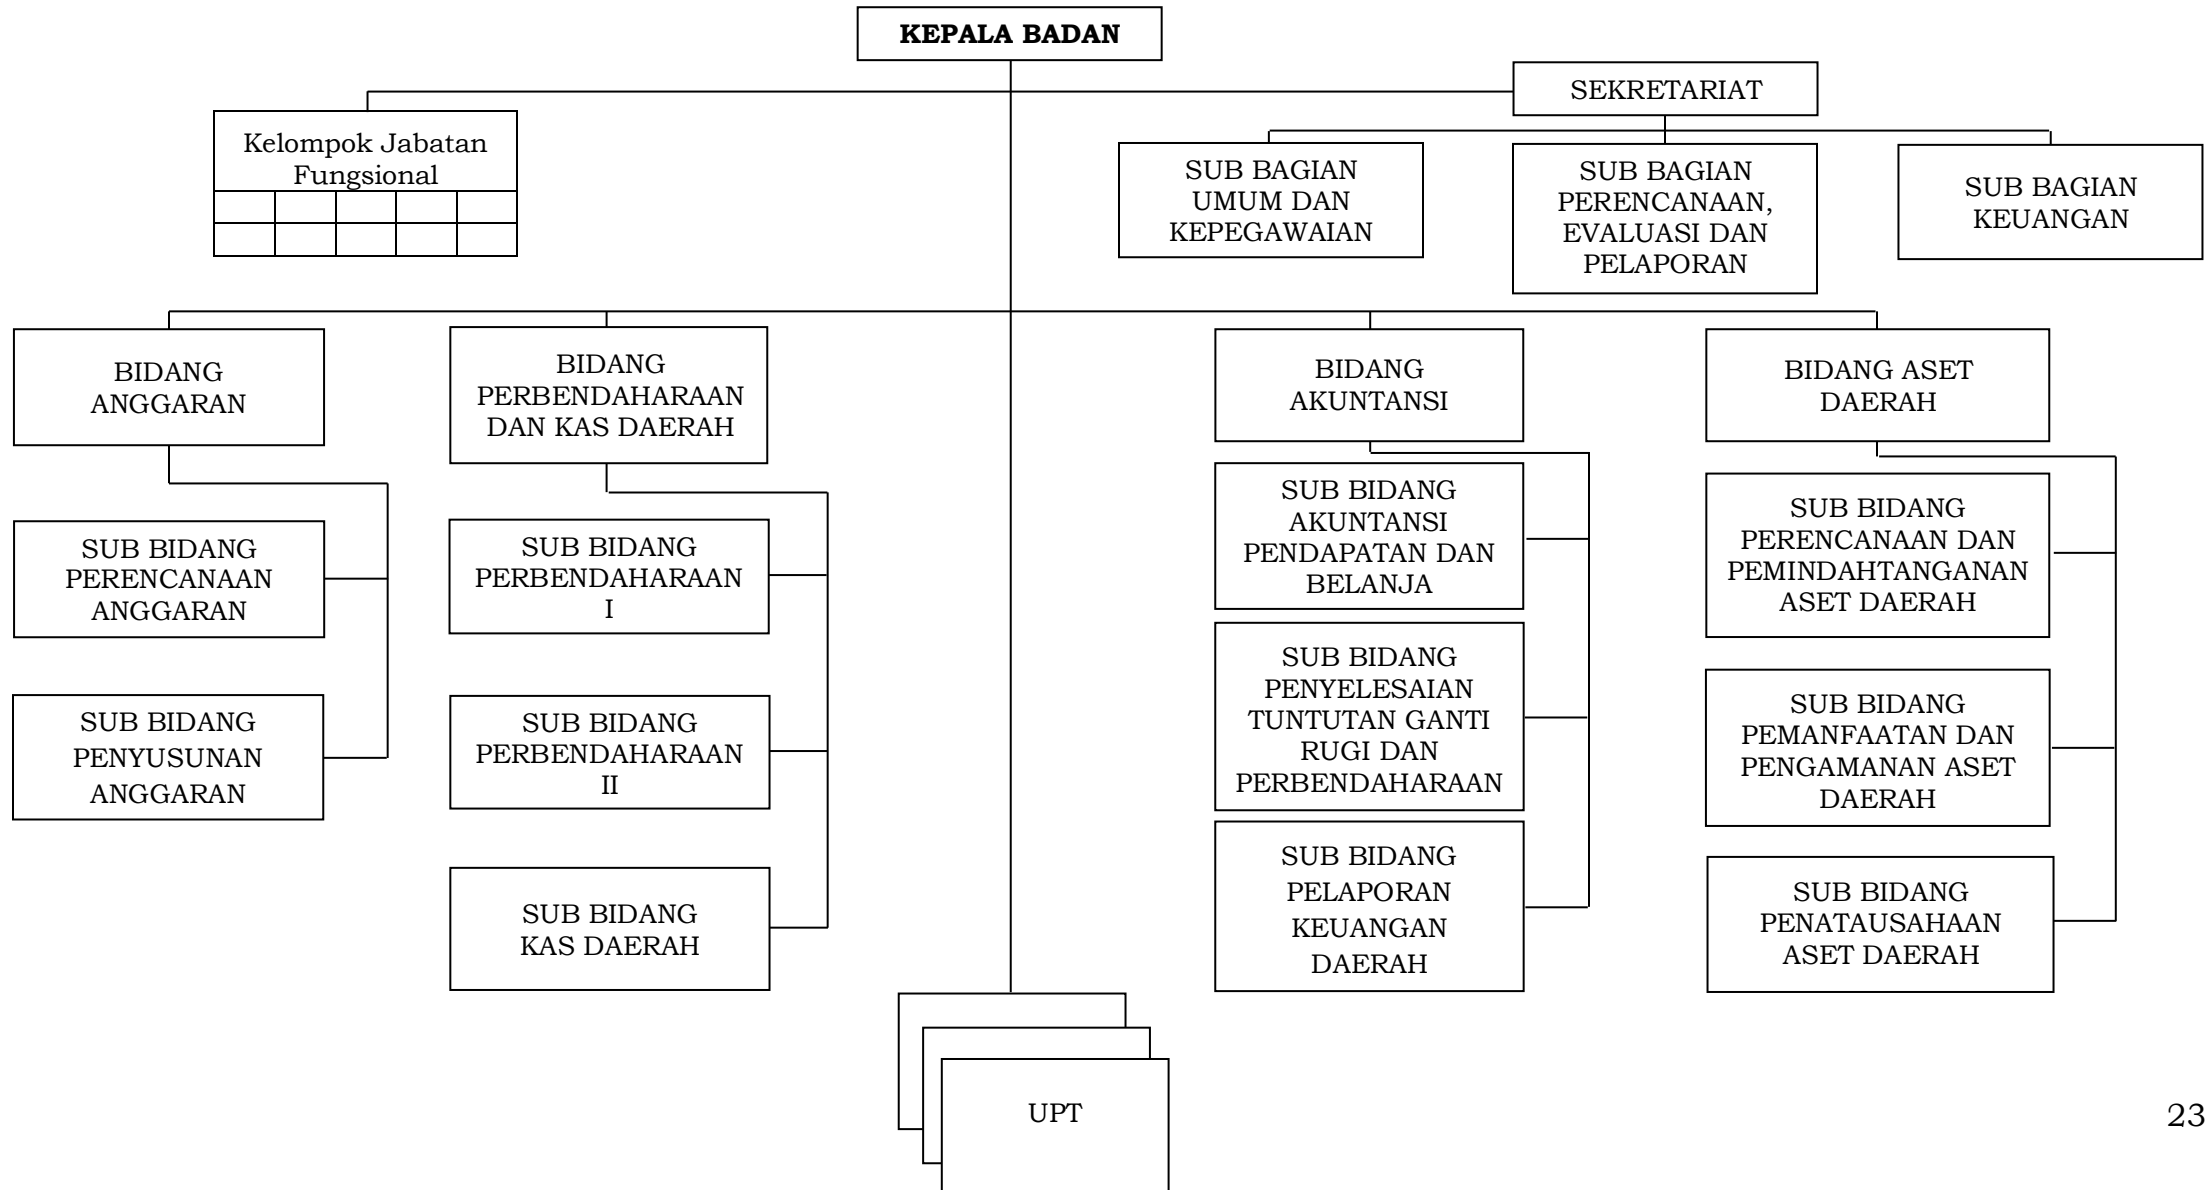 KEPALA BADAN
SEKRETARIAT
Kelompok Jabatan
Fungsional
SUB BAGIAN
UMUM DAN
KEPEGAWAIAN
SUB BAGIAN
PERENCANAAN,
EVALUASI DAN
PELAPORAN
SUB BAGIAN
KEUANGAN
BIDANG
ANGGARAN
BIDANG
PERBENDAHARAAN
DAN KAS DAERAH
BIDANG
AKUNTANSI
BIDANG ASET
DAERAH
SUB BIDANG
PERENCANAAN
ANGGARAN
SUB BIDANG
PERBENDAHARAAN
I
SUB BIDANG
AKUNTANSI
PENDAPATAN DAN
BELANJA
SUB BIDANG
PERENCANAAN DAN
PEMINDAHTANGANAN
ASET DAERAH
SUB BIDANG
PENYUSUNAN
ANGGARAN
SUB BIDANG
PERBENDAHARAAN
II
SUB BIDANG
PENYELESAIAN
TUNTUTAN GANTI
RUGI DAN
PERBENDAHARAAN
SUB BIDANG
PEMANFAATAN DAN
PENGAMANAN ASET
DAERAH
SUB BIDANG
KAS DAERAH
SUB BIDANG
PELAPORAN
KEUANGAN
DAERAH
SUB BIDANG
PENATAUSAHAAN
ASET DAERAH
UPT
23